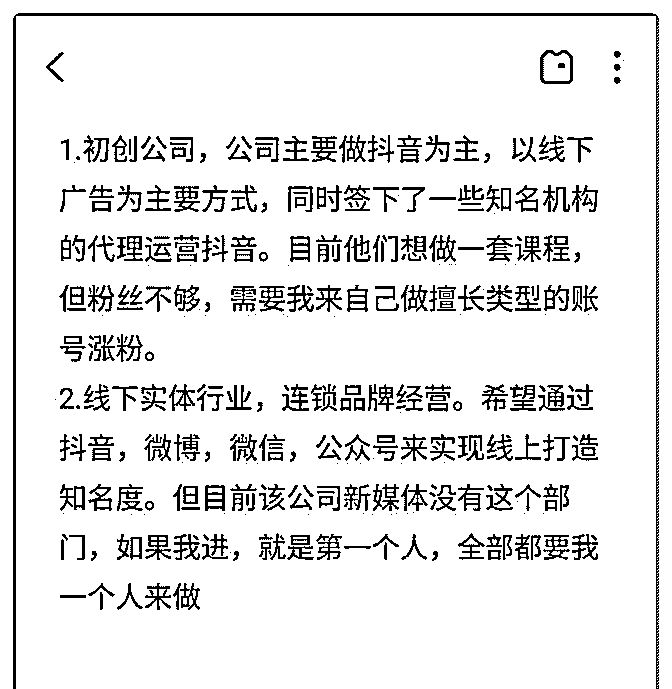 1.初创公司，公司主要做抖音为主，以线下
广告为主要方式，同时签下了一些知名机构
的代理运营抖音。目前他们想做一套课程，
但粉丝不够，需要我来自己做擅长类型的账
号涨粉。
2.线下实体行业，连锁品牌经营。希望通过
抖音，微博，微信，公众号来实现线上打造
知名度。但目前该公司新媒体没有这个部
门，如果我进，就是第一个人，全部都要我
一个人来做